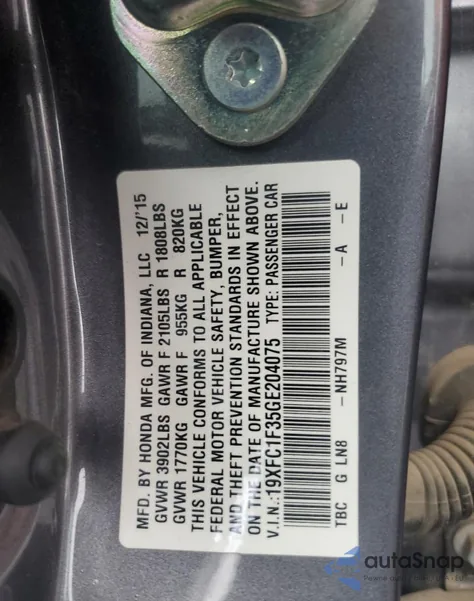 MFD. BY HONDA MFG. OF INDIANA, LLC 12/'15
GVWR 3902LBS GAWR F 2105LBS R 1808LBS
GVWR 1770KG GAWR F 955KG R 820KG
THIS VEHICLE CONFORMS TO ALL APPLICABLE
FEDERAL MOTOR VEHICLE SAFETY, BUMPER,
AND THEFT PREVENTION STANDARDS IN EFFECT
ON THE DATE OF MANUFACTURE SHOWN ABOVE.
V.I.N.:19XFC1F35GE204075 TYPE: PASSENGER CAR
TBC G LN8 –NH797M –A –E
autoSnap